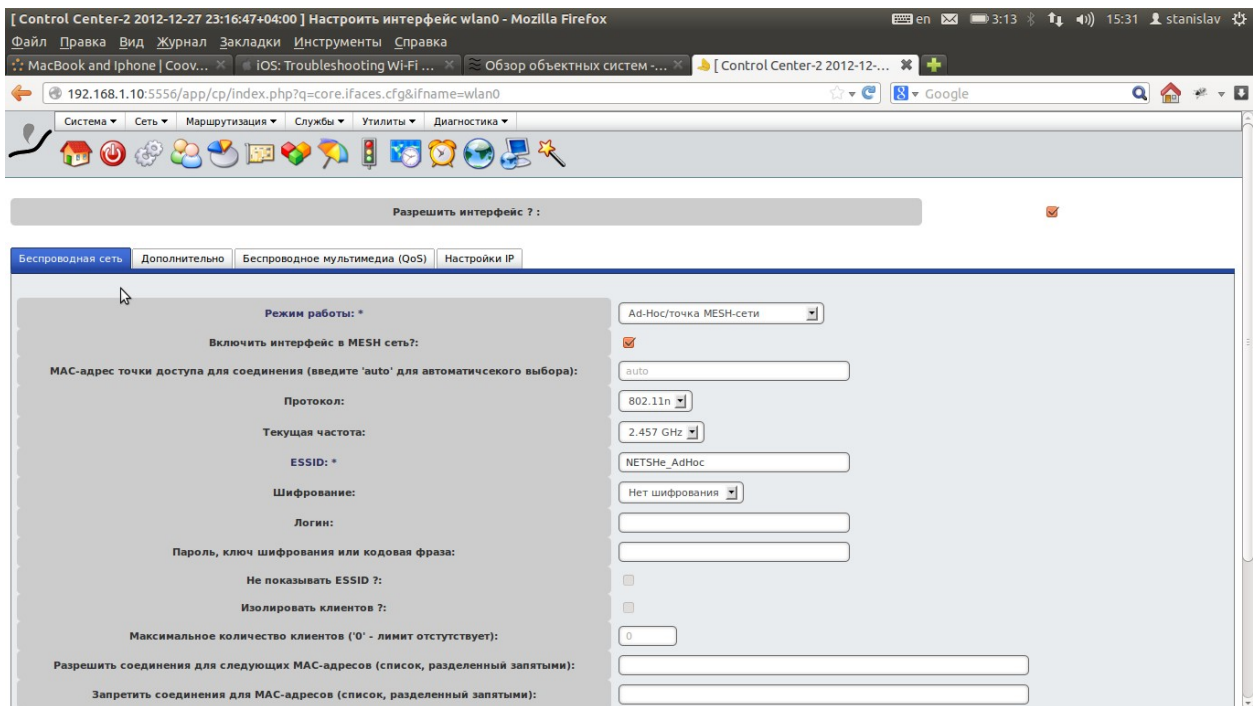 [ Control Center-2 2012-12-27 23:16:47+04:00 ] Настроить интерфейс wlan0 - Mozilla Firefox
en 3:13 15:31 stanislav
Файл Правка Вид Журнал Закладки Инструменты Справка
MacBook and Iphone | Coov... iOS: Troubleshooting Wi-Fi ... Обзор объектных систем -... [ Control Center-2 2012-12-...
192.168.1.10:5556/app/cp/index.php?q=core.ifaces.cfg&ifname=wlan0 Google
Система Сеть Маршрутизация Службы Утилиты Диагностика
Разрешить интерфейс ? :
Беспроводная сеть Дополнительно Беспроводное мультимедиа (QoS) Настройки IP
Режим работы: * Ad-Hoc/точка MESH-сети
Включить интерфейс в MESH сеть?:
MAC-адрес точки доступа для соединения (введите 'auto' для автоматичсекого выбора): auto
Протокол: 802.11n
Текущая частота: 2.457 GHz
ESSID: * NETSHe_AdHoc
Шифрование: Нет шифрования
Логин:
Пароль, ключ шифрования или кодовая фраза:
Не показывать ESSID ?:
Изолировать клиентов ?:
Максимальное количество клиентов ('0' - лимит отстутствует): 0
Разрешить соединения для следующих MAC-адресов (список, разделенный запятыми):
Запретить соединения для MAC-адресов (список, разделенный запятыми):